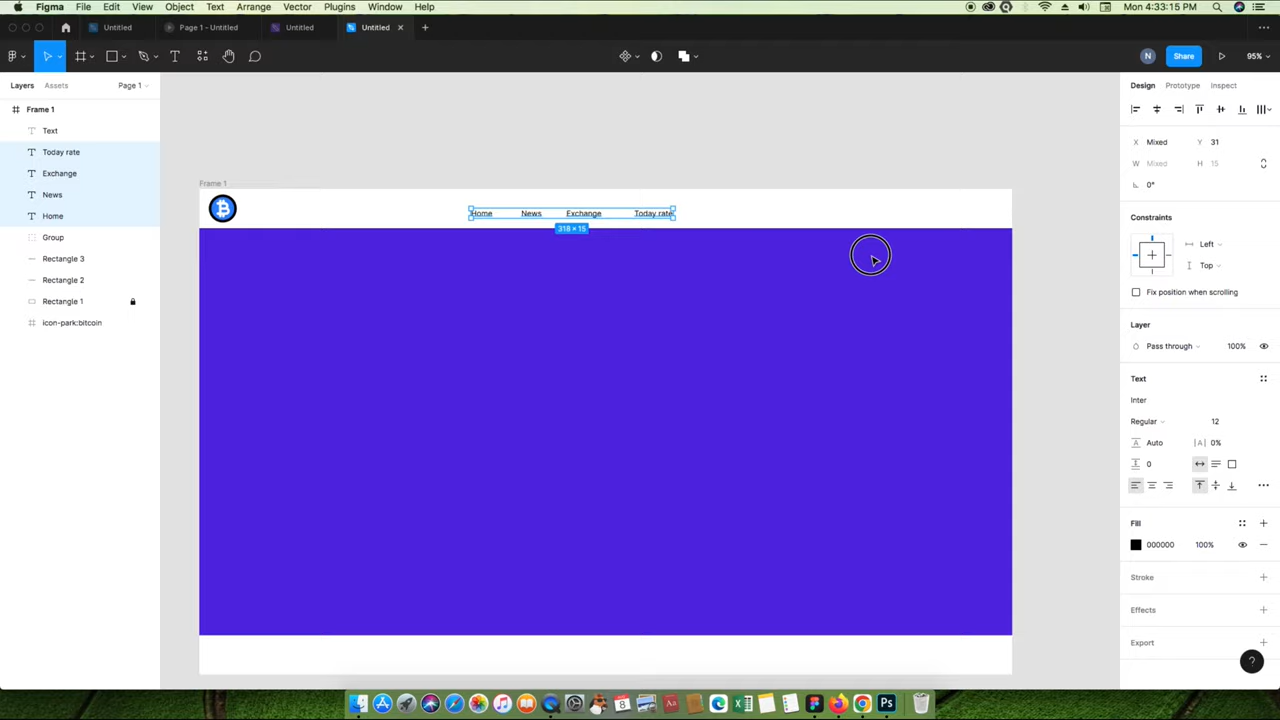 Figma File Edit View Object Text Arrange Vector Plugins Window Help Mon 4:33:15 PM
Untitled Page 1 - Untitled Untitled Untitled
N Share 95%
Layers Assets Page 1 Design Prototype Inspect
Frame 1
Text
Today rate
Exchange
News
Home
Group
Rectangle 3
Rectangle 2
Rectangle 1
icon-park:bitcoin
Frame 1
Home News Exchange Today rate
318 × 15
X Mixed Y 31
W Mixed H 15
0°
Constraints
Left
Top
Fix position when scrolling
Layer
Pass through 100%
Text
Inter
Regular 12
Auto |A| 0%
0
Fill
000000 100%
Stroke
Effects
Export
?
8 Aa Ps